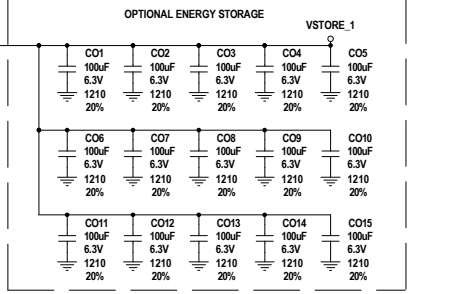 OPTIONAL ENERGY STORAGE
VSTORE_1
CO1 CO2 CO3 CO4 CO5
100uF 100uF 100uF 100uF 100uF
6.3V 6.3V 6.3V 6.3V 6.3V
1210 1210 1210 1210 1210
20% 20% 20% 20% 20%
CO6 CO7 CO8 CO9 CO10
100uF 100uF 100uF 100uF 100uF
6.3V 6.3V 6.3V 6.3V 6.3V
1210 1210 1210 1210 1210
20% 20% 20% 20% 20%
CO11 CO12 CO13 CO14 CO15
100uF 100uF 100uF 100uF 100uF
6.3V 6.3V 6.3V 6.3V 6.3V
1210 1210 1210 1210 1210
20% 20% 20% 20% 20%